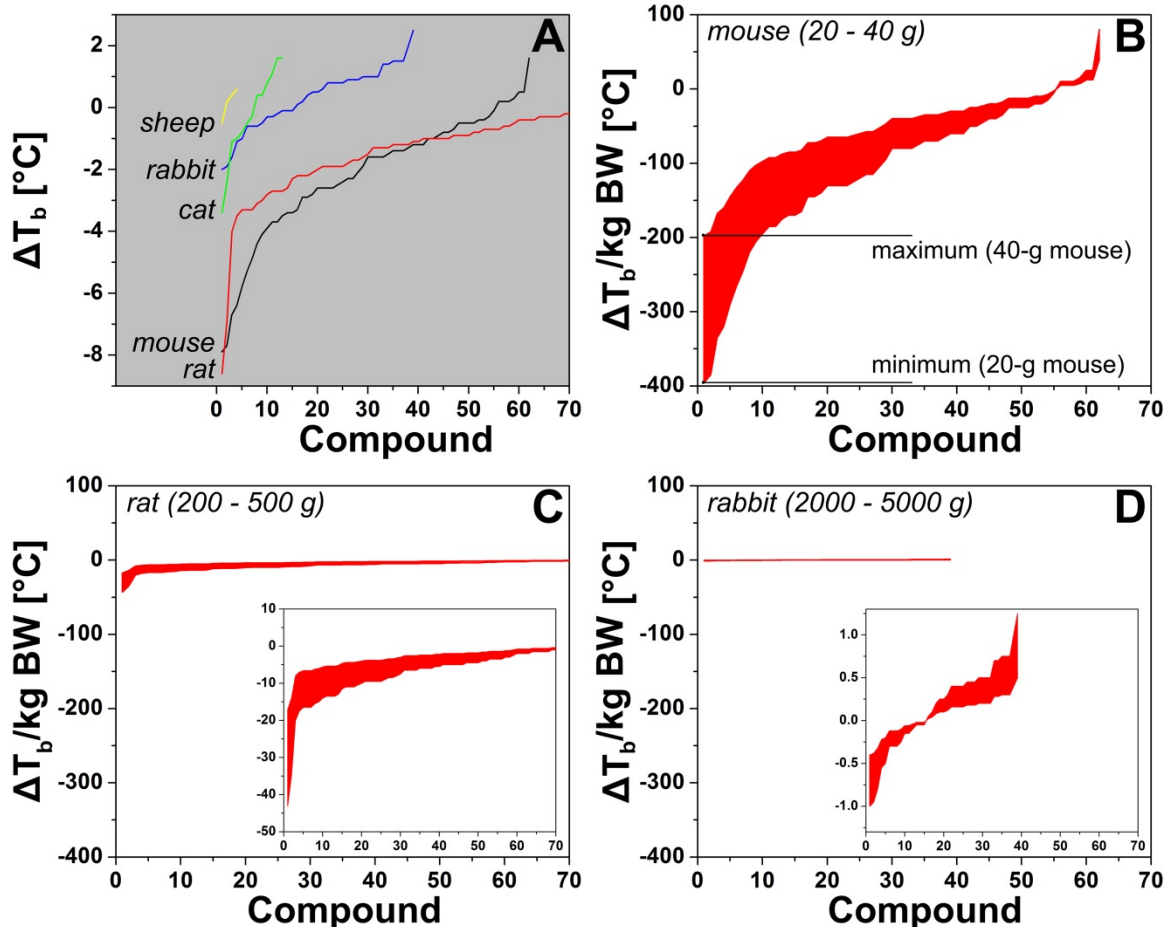 A
ΔTb [°C]
2
0
-2
-4
-6
-8
sheep
rabbit
cat
mouse
rat
0 10 20 30 40 50 60 70
Compound
B
mouse (20 - 40 g)
ΔTb/kg BW [°C]
100
0
-100
-200
-300
-400
maximum (40-g mouse)
minimum (20-g mouse)
0 10 20 30 40 50 60 70
Compound
C
rat (200 - 500 g)
ΔTb/kg BW [°C]
100
0
-100
-200
-300
-400
10
0
-10
-20
-30
-40
-50
0 10 20 30 40 50 60 70
0 10 20 30 40 50 60 70
Compound
D
rabbit (2000 - 5000 g)
ΔTb/kg BW [°C]
100
0
-100
-200
-300
-400
1.0
0.5
0.0
-0.5
-1.0
0 10 20 30 40 50 60 70
0 10 20 30 40 50 60 70
Compound